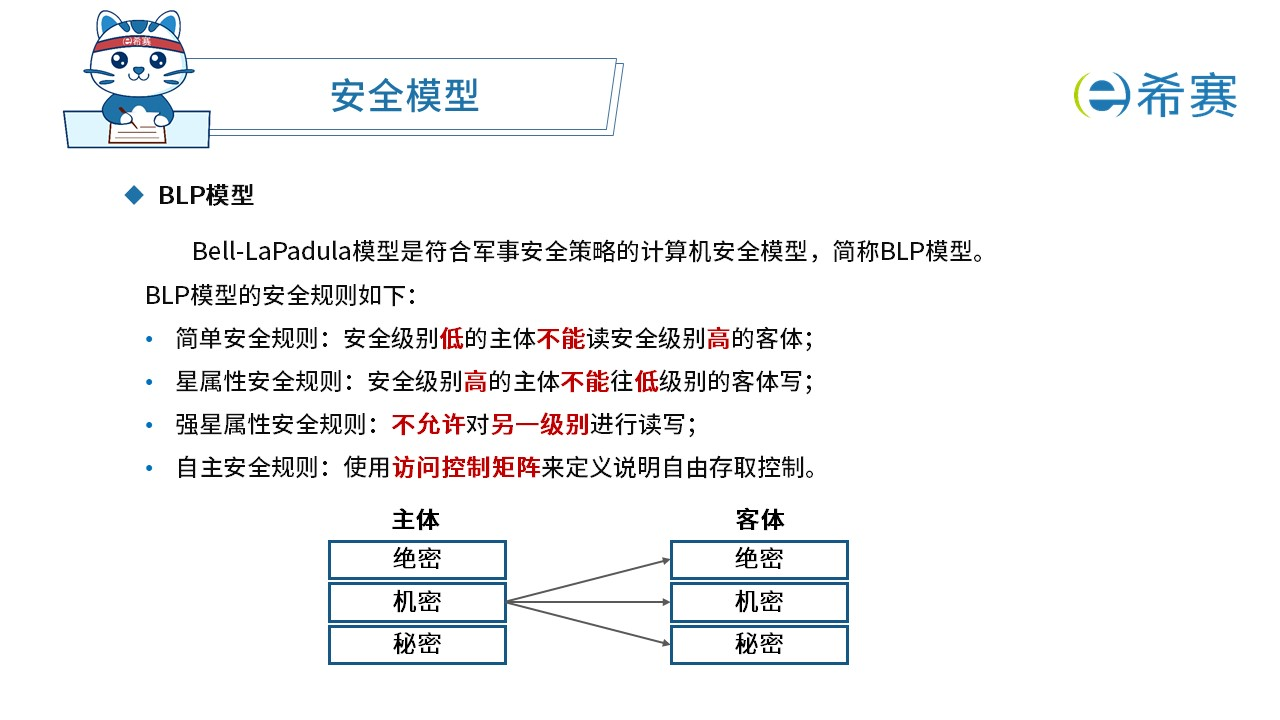 希赛
安全模型
希赛
BLP模型
Bell-LaPadula模型是符合军事安全策略的计算机安全模型，简称BLP模型。
BLP模型的安全规则如下：
• 简单安全规则：安全级别低的主体不能读安全级别高的客体；
• 星属性安全规则：安全级别高的主体不能往低级别的客体写；
• 强星属性安全规则：不允许对另一级别进行读写；
• 自主安全规则：使用访问控制矩阵来定义说明自由存取控制。
主体 客体
绝密 绝密
机密 机密
秘密 秘密